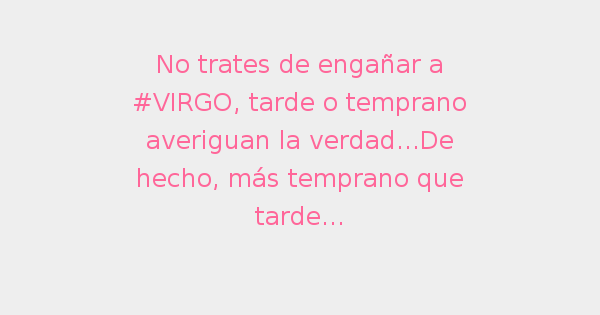 No trates de engañar a
#VIRGO, tarde o temprano
averiguan la verdad...De
hecho, más temprano que
tarde...